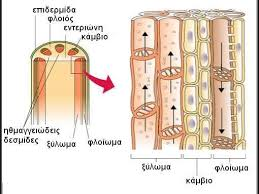 επιδερμίδα
φλοιός
εντεριώνη
κάμβιο
ηθμαγγειώδεις
δεσμίδες
ξύλωμα
φλοίωμα
ξύλωμα
κάμβιο
φλοίωμα